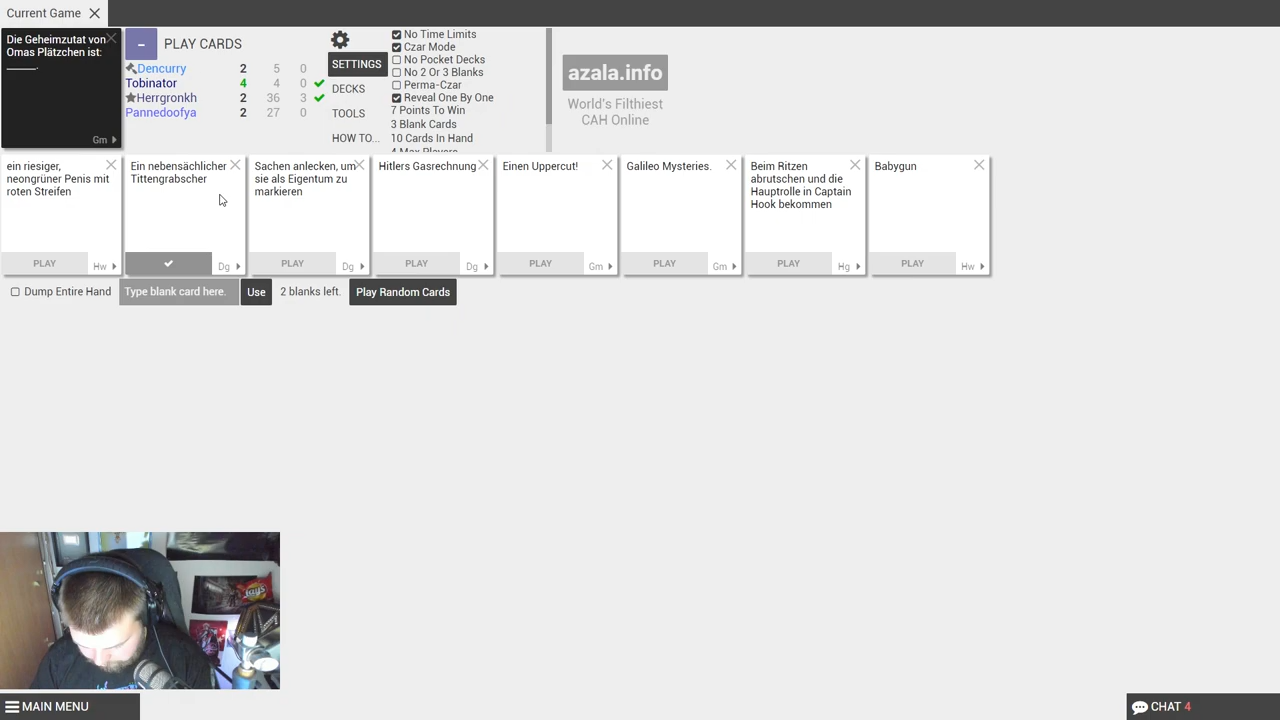 Current Game
Die Geheimzutat von
Omas Plätzchen ist:
_____.
Gm
–
PLAY CARDS
Dencurry 2 5 0
Tobinator 4 4 0
Herrgronkh 2 36 3
Pannedoofya 2 27 0
SETTINGS
DECKS
TOOLS
HOW TO...
No Time Limits
Czar Mode
No Pocket Decks
No 2 Or 3 Blanks
Perma-Czar
Reveal One By One
7 Points To Win
3 Blank Cards
10 Cards In Hand
4 Max Players
azala.info
World's Filthiest
CAH Online
ein riesiger,
neongrüner Penis mit
roten Streifen
PLAY
Hw
Ein nebensächlicher
Tittengrabscher
Dg
Sachen anlecken, um
sie als Eigentum zu
markieren
PLAY
Dg
Hitlers Gasrechnung
PLAY
Dg
Einen Uppercut!
PLAY
Gm
Galileo Mysteries.
PLAY
Gm
Beim Ritzen
abrutschen und die
Hauptrolle in Captain
Hook bekommen
PLAY
Hg
Babygun
PLAY
Hw
Dump Entire Hand
Type blank card here.
Use
2 blanks left.
Play Random Cards
MAIN MENU
CHAT 4